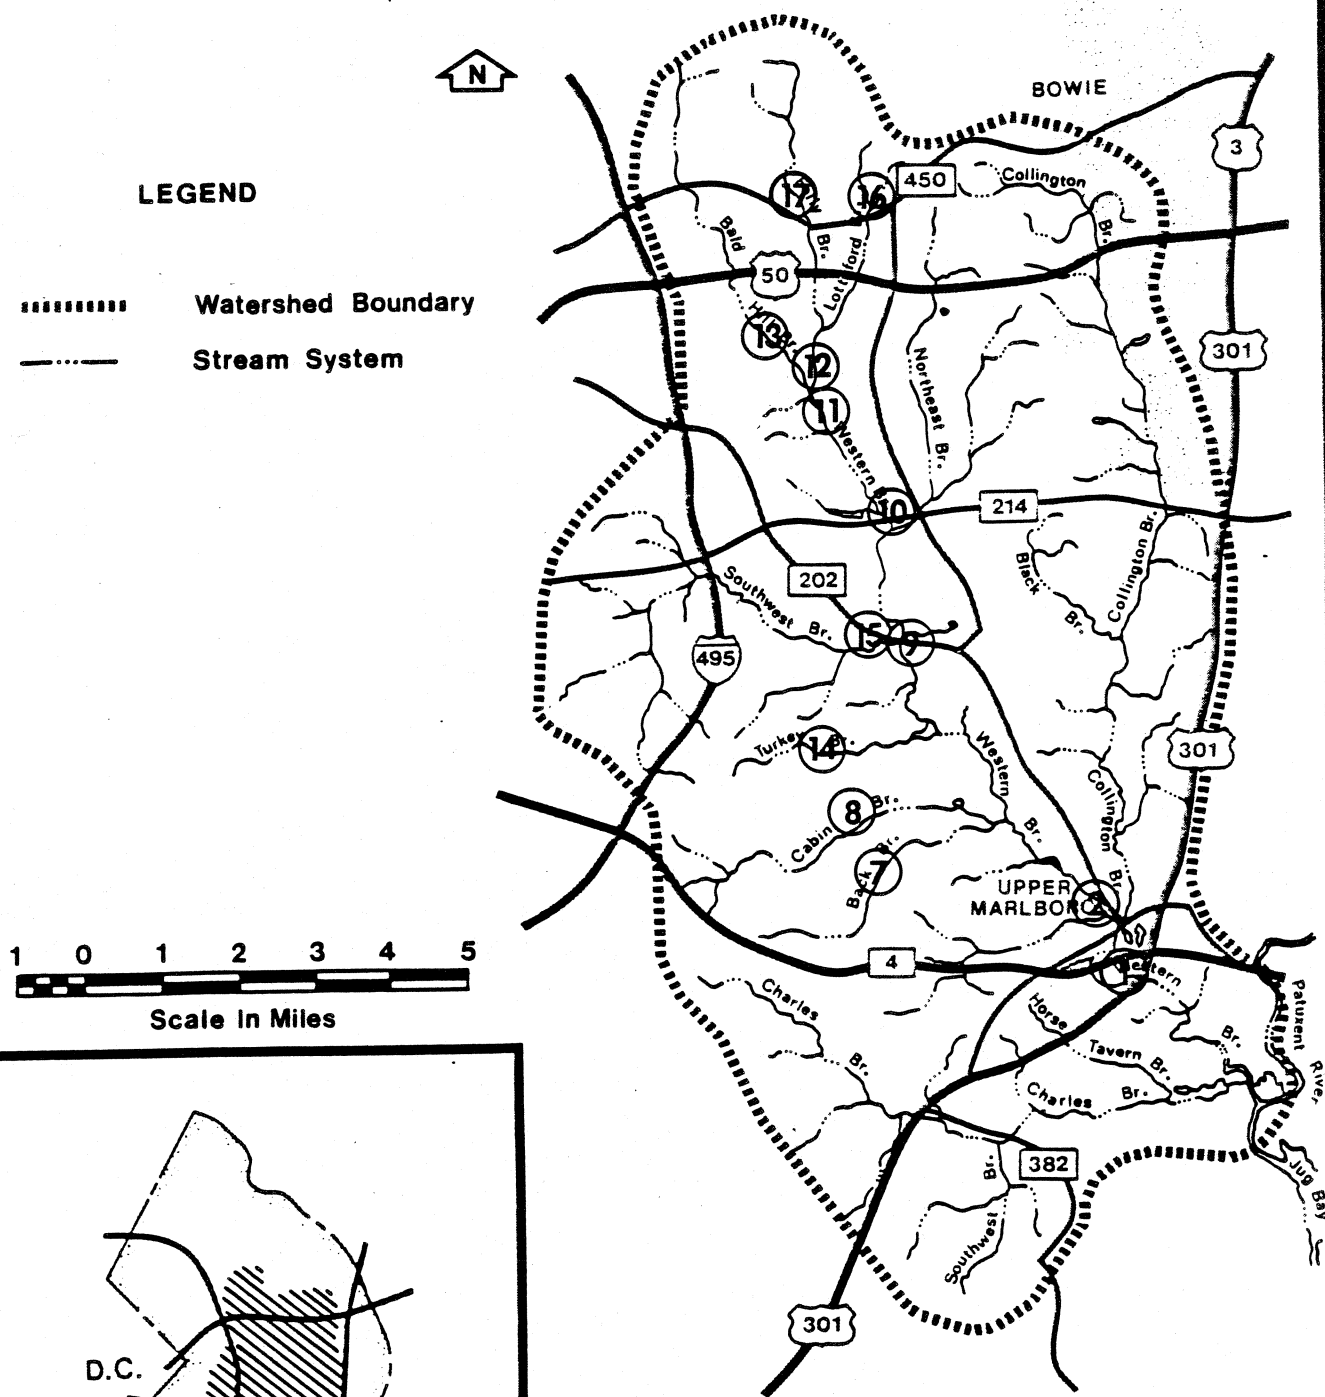 N
BOWIE
3
LEGEND
450
Collington
17
16
Bald
Br.
Br.
Lottsford
50
Watershed Boundary
13
301
Stream System
12
Northeast Br.
11
Western Br.
10
214
Collington Br.
Southwest Br.
202
Black
Br.
15
9
495
Turkey Br.
14
Western
301
Collington
8
Cabin Br.
Br.
Back Br.
7
UPPER
MARLBORO
2
Br.
1 0 1 2 3 4 5
4
1
Western
Scale In Miles
Charles
Horse
Patuxent
Br.
Tavern Br.
Br.
River
Charles Br.
382
Br.
Jug Bay
Southwest
301
D.C.